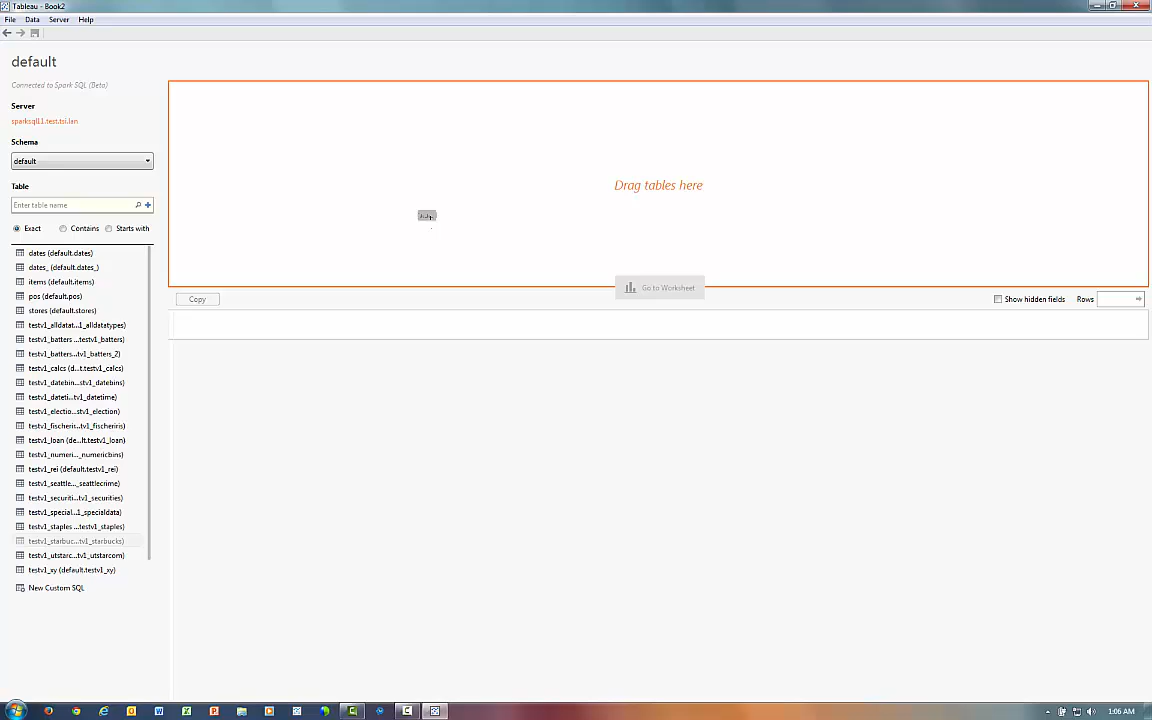 Tableau - Book2
File Data Server Help
default
Connected to Spark SQL (Beta)
Server
sparksql11.test.tsi.lan
Schema
default
Table
Enter table name
Exact Contains Starts with
dates (default.dates)
dates_ (default.dates_)
items (default.items)
pos (default.pos)
stores (default.stores)
testv1_alldatat...1_alldatatypes)
testv1_batters ...testv1_batters)
testv1_batters...tv1_batters_2)
testv1_calcs (d...t.testv1_calcs)
testv1_datebin...stv1_datebins)
testv1_dateti...tv1_datetime)
testv1_electio...stv1_election)
testv1_fischeri...tv1_fischeriris)
testv1_loan (de...lt.testv1_loan)
testv1_numeri..._numericbins)
testv1_rei (default.testv1_rei)
testv1_seattle..._seattlecrime)
testv1_securiti...tv1_securities)
testv1_special...1_specialdata)
testv1_staples ...testv1_staples)
testv1_starbuc...tv1_starbucks)
testv1_utstarc...tv1_utstarcom)
testv1_xy (default.testv1_xy)
New Custom SQL
Drag tables here
Go to Worksheet
Copy
Show hidden fields Rows
1:06 AM